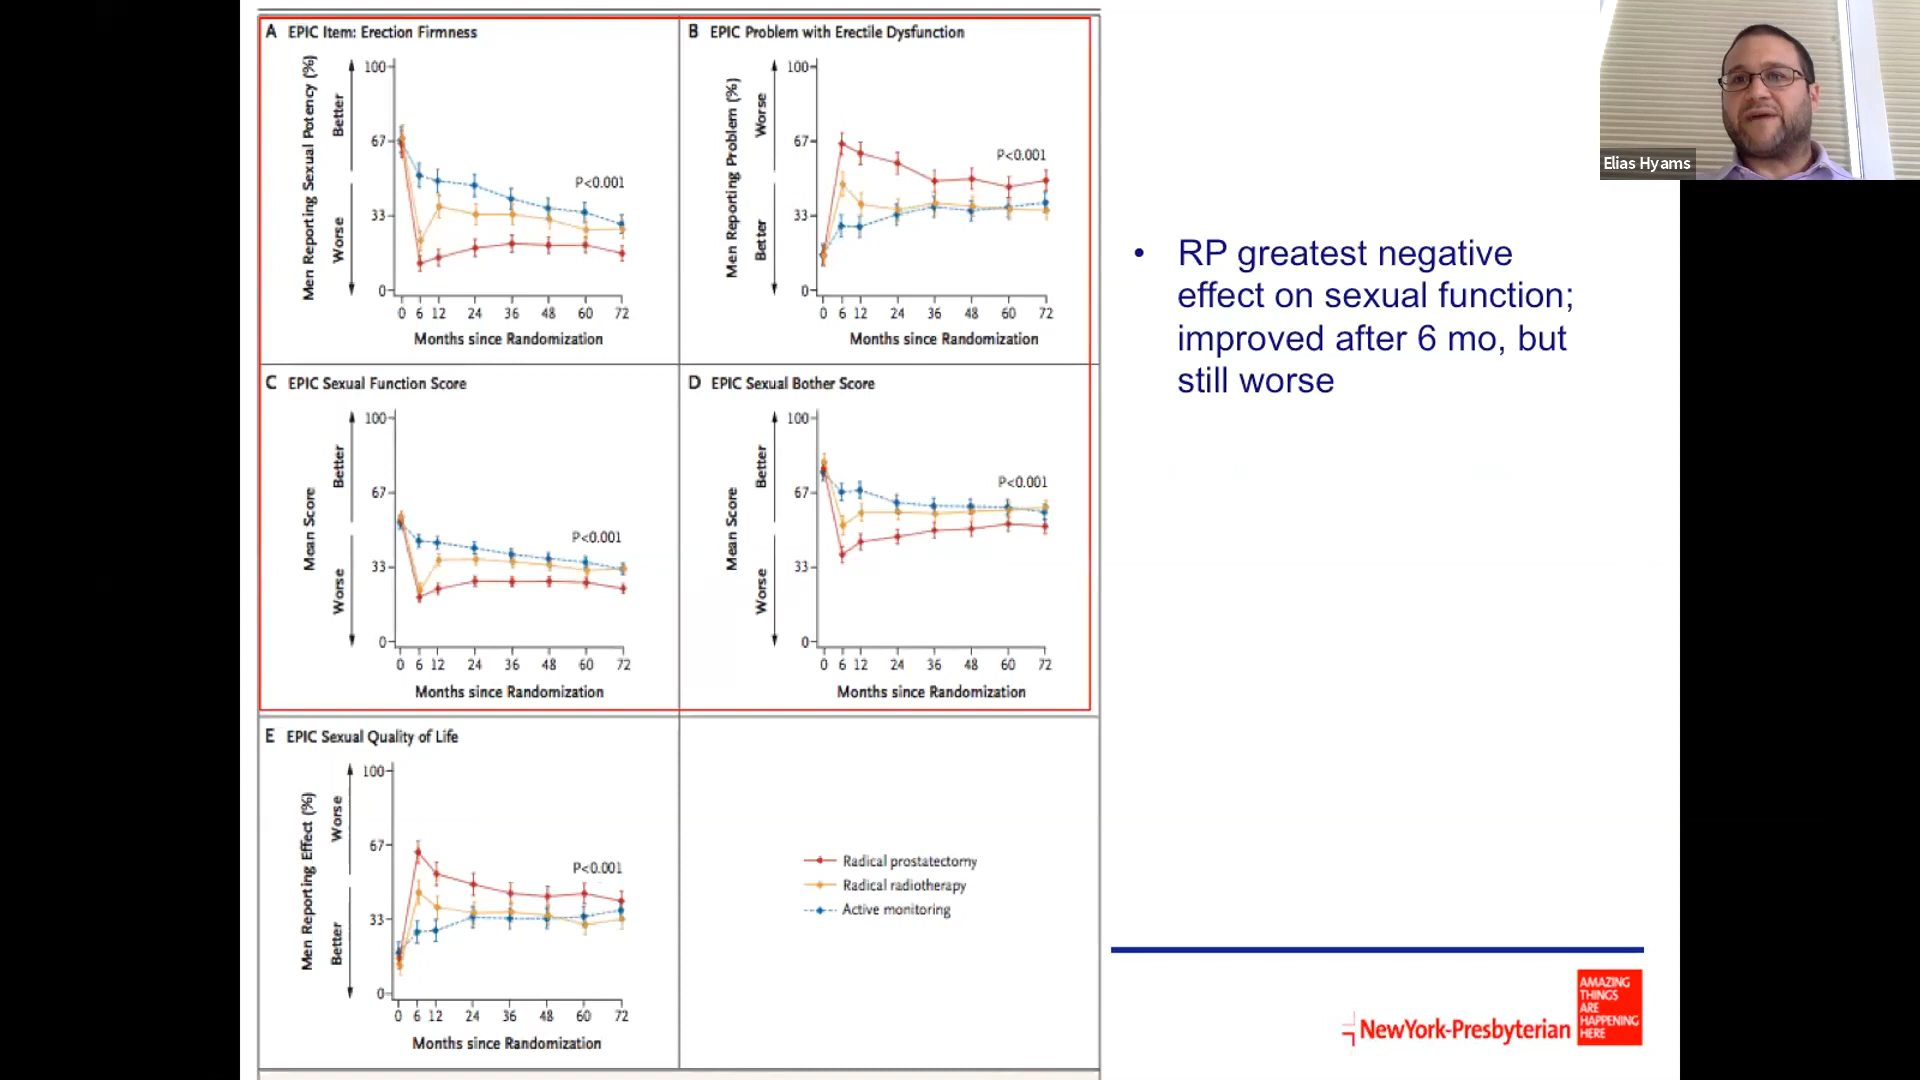 A EPIC Item: Erection Firmness
Men Reporting Sexual Potency (%)
Better
Worse
100
67
33
0
P<0.001
0 6 12 24 36 48 60 72
Months since Randomization
B EPIC Problem with Erectile Dysfunction
Men Reporting Problem (%)
Worse
Better
100
67
33
0
P<0.001
0 6 12 24 36 48 60 72
Months since Randomization
C EPIC Sexual Function Score
Mean Score
Better
Worse
100
67
33
0
P<0.001
0 6 12 24 36 48 60 72
Months since Randomization
D EPIC Sexual Bother Score
Mean Score
Better
Worse
100
67
33
0
P<0.001
0 6 12 24 36 48 60 72
Months since Randomization
E EPIC Sexual Quality of Life
Men Reporting Effect (%)
Worse
Better
100
67
33
0
P<0.001
0 6 12 24 36 48 60 72
Months since Randomization
Radical prostatectomy
Radical radiotherapy
Active monitoring
Elias Hyams
• RP greatest negative
effect on sexual function;
improved after 6 mo, but
still worse
NewYork-Presbyterian
AMAZING
THINGS
ARE
HAPPENING
HERE